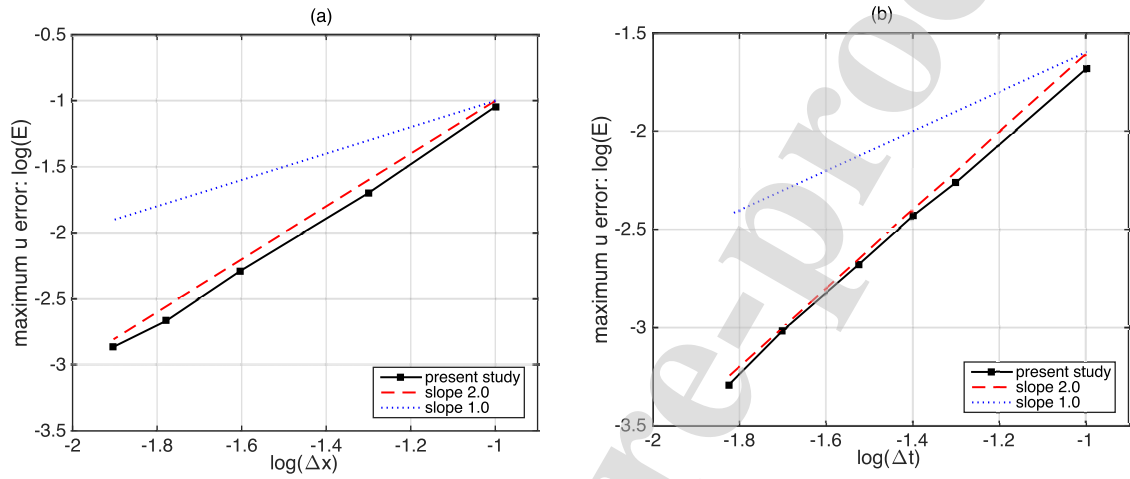 (a)
-0.5
-1
-1.5
-2
-2.5
-3
-3.5
maximum u error: log(E)
-2
-1.8
-1.6
-1.4
-1.2
-1
log(Δx)
present study
slope 2.0
slope 1.0
(b)
-1.5
-2
-2.5
-3
-3.5
maximum u error: log(E)
-2
-1.8
-1.6
-1.4
-1.2
-1
log(Δt)
present study
slope 2.0
slope 1.0
re-proo